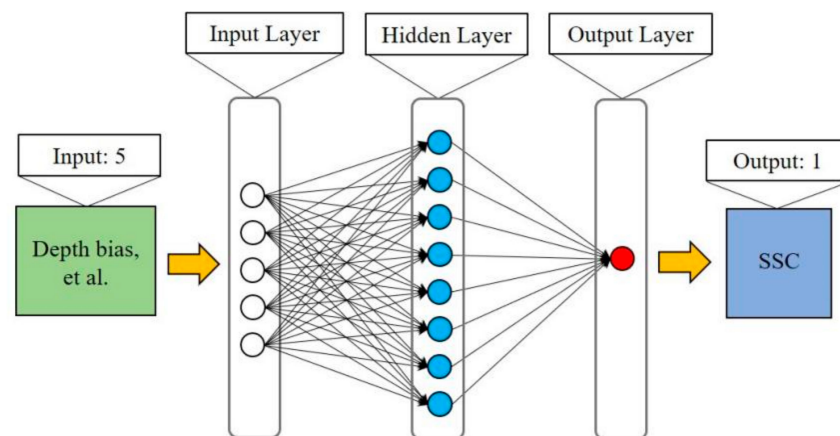 Input Layer
Hidden Layer
Output Layer
Input: 5
Output: 1
Depth bias,
et al.
SSC